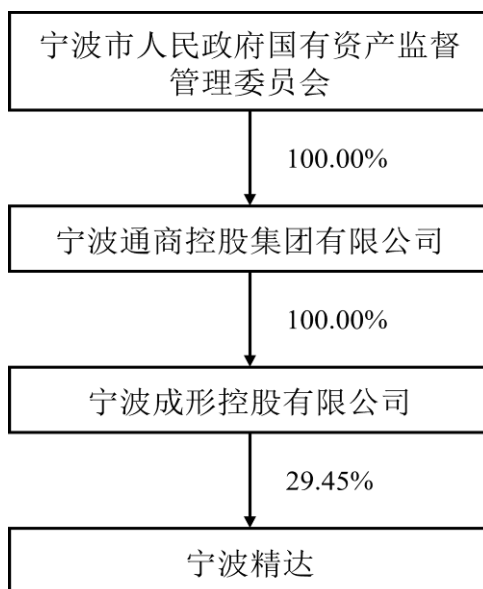 宁波市人民政府国有资产监督
管理委员会
100.00%
宁波通商控股集团有限公司
100.00%
宁波成形控股有限公司
29.45%
宁波精达